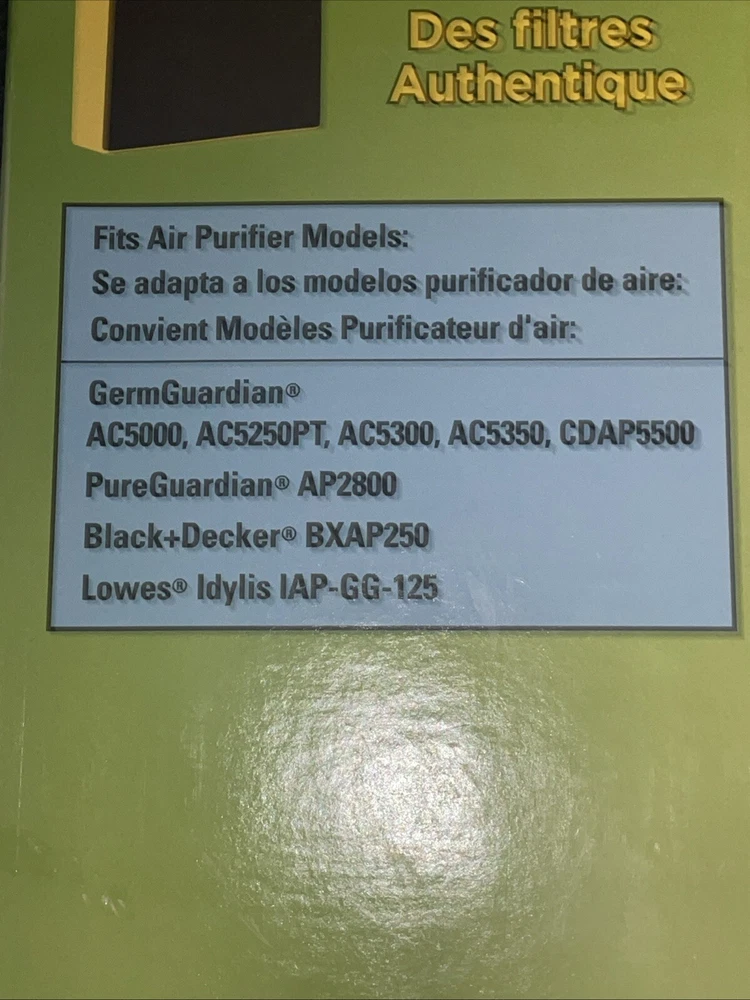 Des filtres
Authentique
Fits Air Purifier Models:
Se adapta a los modelos purificador de aire:
Convient Modèles Purificateur d'air:
GermGuardian®
AC5000, AC5250PT, AC5300, AC5350, CDAP5500
PureGuardian® AP2800
Black+Decker® BXAP250
Lowes® Idylis IAP-GG-125